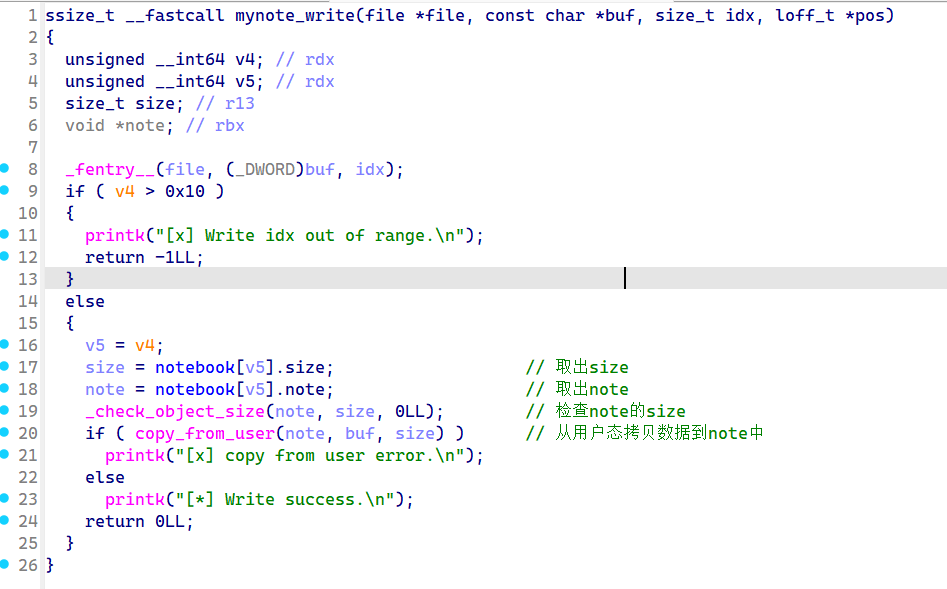 1 ssize_t __fastcall mynote_write(file *file, const char *buf, size_t idx, loff_t *pos)
2 {
3 unsigned __int64 v4; // rdx
4 unsigned __int64 v5; // rdx
5 size_t size; // r13
6 void *note; // rbx
7
8 _fentry__(file, (_DWORD)buf, idx);
9 if ( v4 > 0x10 )
10 {
11 printk("[x] Write idx out of range.\n");
12 return -1LL;
13 }
14 else
15 {
16 v5 = v4;
17 size = notebook[v5].size; // 取出size
18 note = notebook[v5].note; // 取出note
19 _check_object_size(note, size, 0LL); // 检查note的size
20 if ( copy_from_user(note, buf, size) ) // 从用户态拷贝数据到note中
21 printk("[x] copy from user error.\n");
22 else
23 printk("[*] Write success.\n");
24 return 0LL;
25 }
26 }